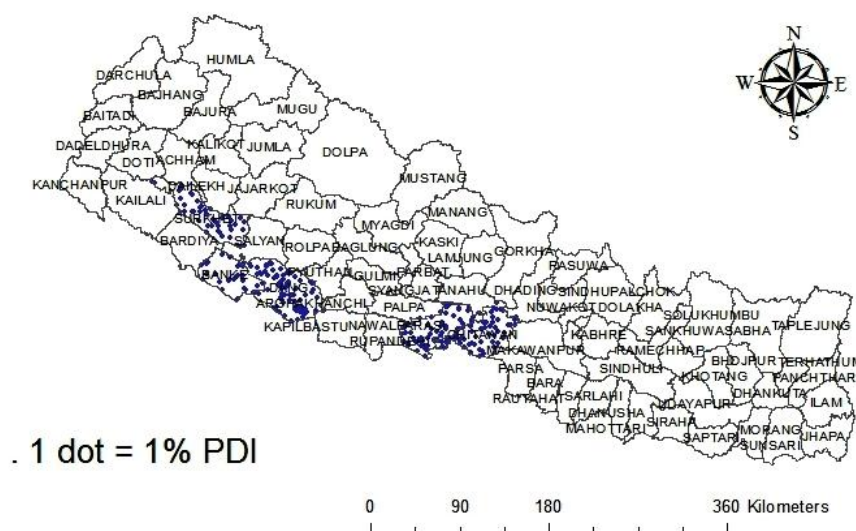 N
HUMLA
DARCHULA
BAJHANG
W E
BAJURA
MUGU
BAITADI
S
DADELDHURA
KALIKOT
JUMLA
DOLPA
DOTI
ACHHAM
KANCHANPUR
DAILEKH
JAJARKOT
MUSTANG
KAILALI
RUKUM
MANANG
SURKHET
MYAGDI
BARDIYA
SALYAN
ROLPA
BAGLUNG
KASKI
GORKHA
LAMJUNG
RASUWA
BANKE
PYUTHAN
GULMI
PARBAT
DANG
SYANGJA
TANAHU
DHADING
SINDHUPALCHOK
ARGHAKHANCHI
PALPA
NUWAKOT
DOLAKHA
SOLUKHUMBU
TAPLEJUNG
KAPILBASTU
NAWALPARASI
CHITAWAN
KABHRE
SANKHUWASABHA
RUPANDEHI
MAKAWANPUR
RAMECHHAP
BHOJPUR
TERHATHUM
PARSA
SINDHULI
KHOTANG
PANCHTHAR
BARA
DHANKUTA
RAUTAHAT
SARLAHI
UDAYAPUR
ILAM
DHANUSHA
SIRAHA
MORANG
MAHOTTARI
SAPTARI
SUNSARI
JHAPA
. 1 dot = 1% PDI
0 90 180 360 Kilometers